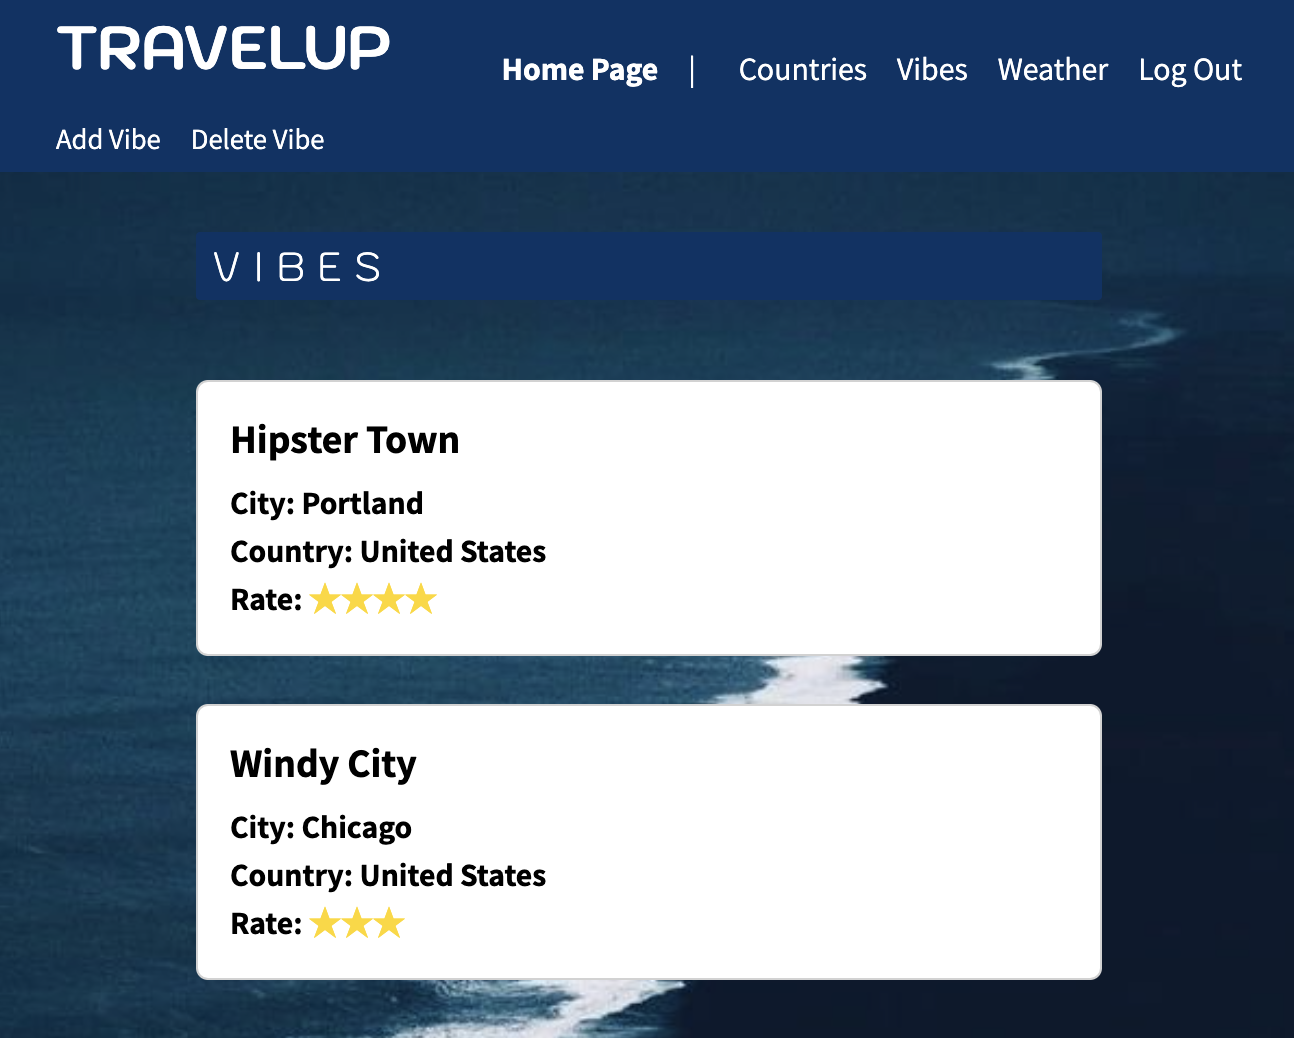 TRAVELUP
Home Page | Countries Vibes Weather Log Out
Add Vibe Delete Vibe
VIBES
Hipster Town
City: Portland
Country: United States
Rate: ★★★★
Windy City
City: Chicago
Country: United States
Rate: ★★★